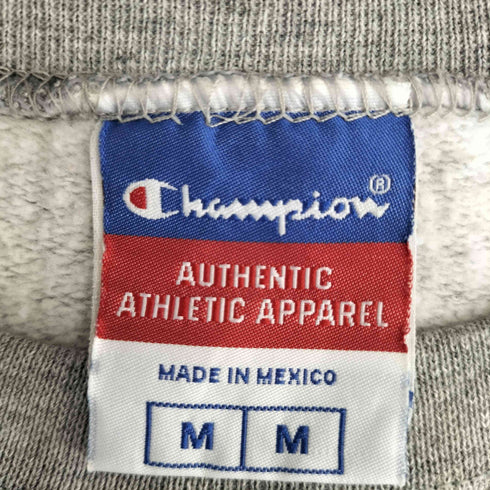 Champion®
AUTHENTIC
ATHLETIC APPAREL
MADE IN MEXICO
M M